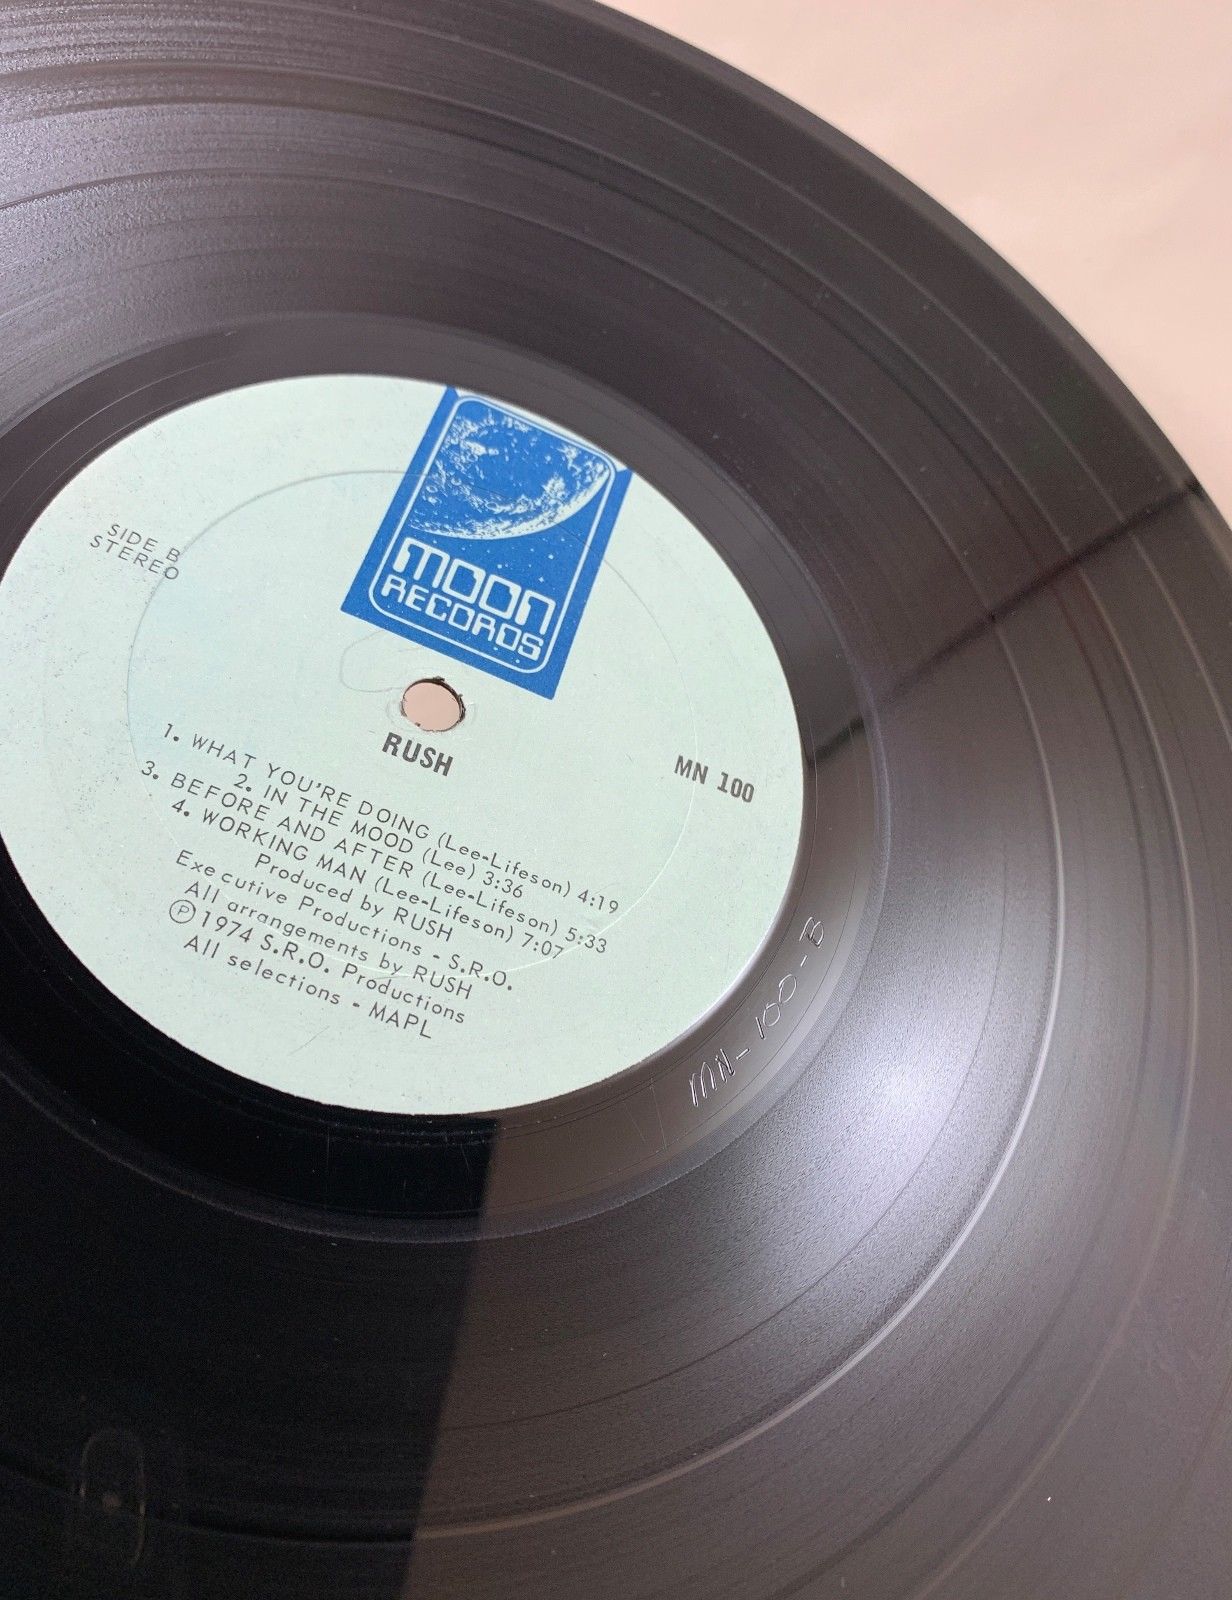 MOON
RECORDS
SIDE B
STEREO
RUSH
MN 100
1. WHAT YOU'RE DOING (Lee-Lifeson) 4:19
2. IN THE MOOD (Lee) 3:36
3. BEFORE AND AFTER (Lee-Lifeson) 5:33
4. WORKING MAN (Lee-Lifeson) 7:07
Produced by RUSH
Executive Productions - S.R.O.
All arrangements by RUSH
Ⓟ 1974 S.R.O. Productions
All selections - MAPL
MN-100-B